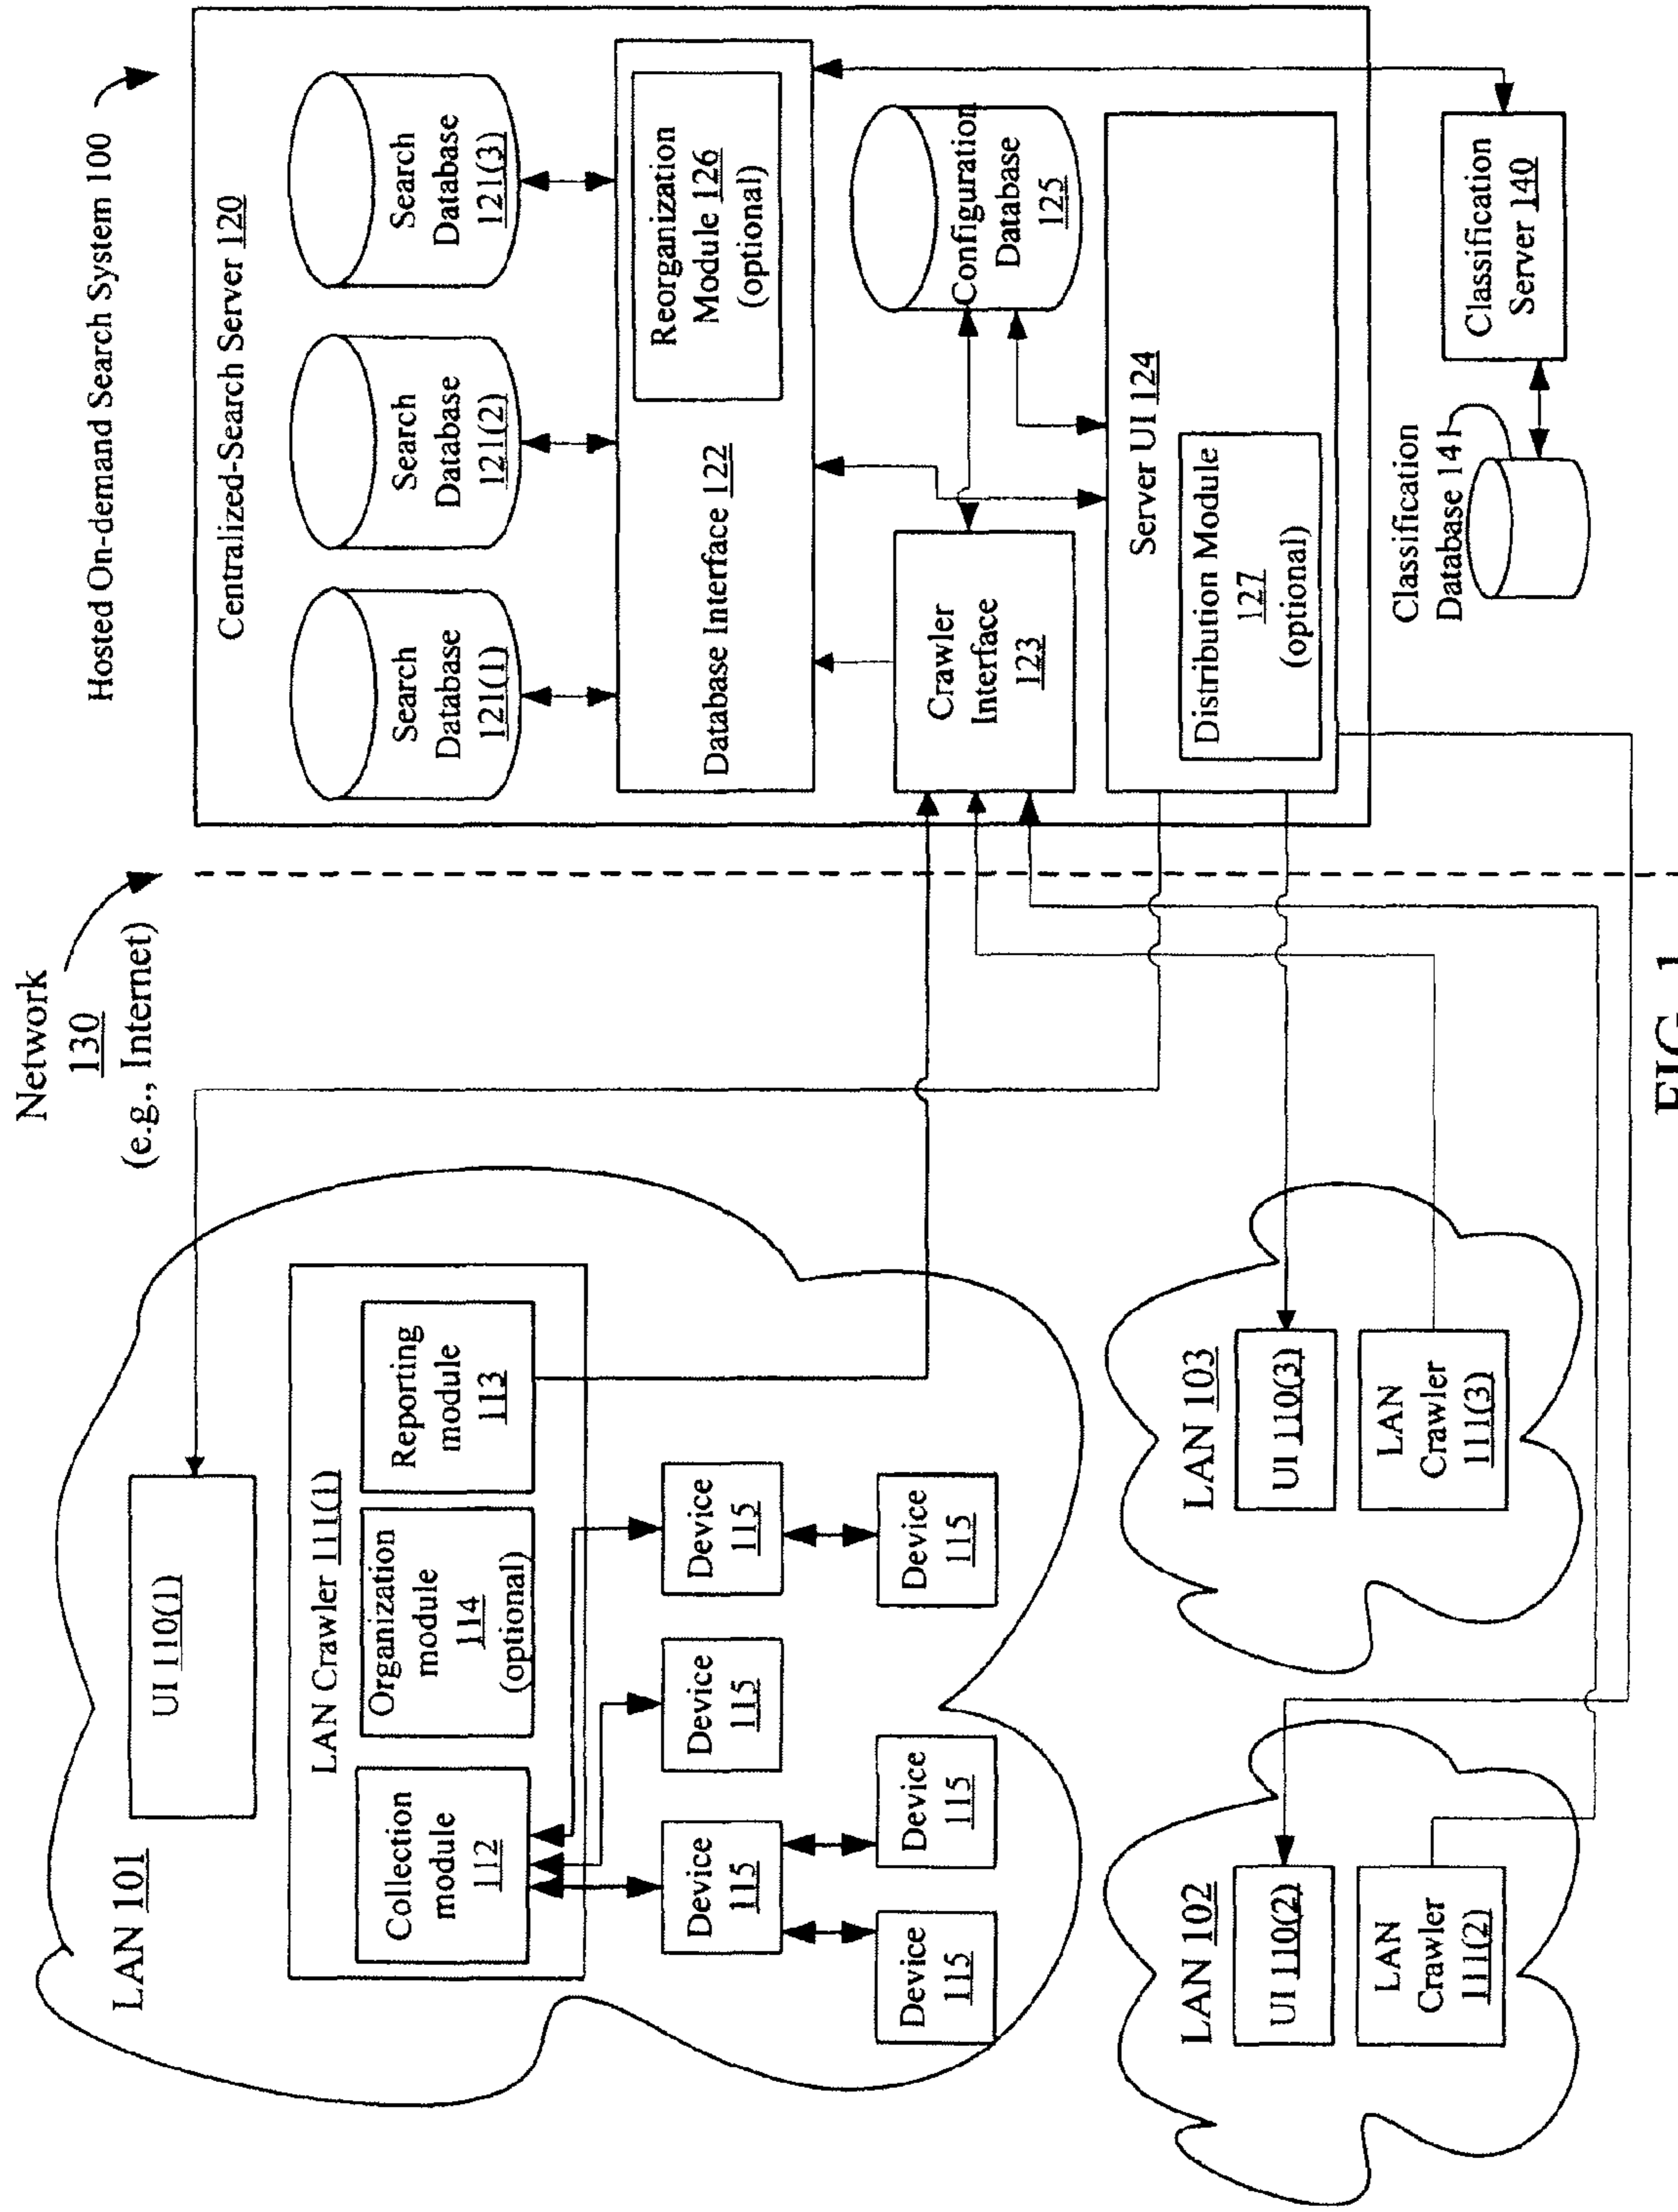 Network
130
(e.g., Internet)
Hosted On-demand Search System 100
LAN 101
UI 110(1)
LAN Crawler 111(1)
Collection
module
112
Organization
module
114
(optional)
Reporting
module
113
Device
115
Device
115
Device
115
Device
115
Device
115
Device
115
LAN 102
UI 110(2)
LAN
Crawler
111(2)
LAN 103
UI 110(3)
LAN
Crawler
111(3)
Centralized-Search Server 120
Search
Database
121(1)
Search
Database
121(2)
Search
Database
121(3)
Database Interface 122
Reorganization
Module 126
(optional)
Crawler
Interface
123
Configuration
Database
125
Server UI 124
Distribution Module
127
(optional)
Classification
Database 141
Classification
Server 140
FIG. 1